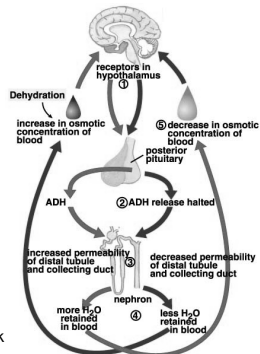 receptors in
hypothalamus
①
Dehydration
increase in osmotic
concentration of
blood
⑤ decrease in osmotic
concentration of
blood
posterior
pituitary
ADH
② ADH release halted
increased permeability
of distal tubule
and collecting duct
③
decreased permeability
of distal tubule
and collecting duct
nephron
④
more H₂O
retained
in blood
less H₂O
retained
in blood
k